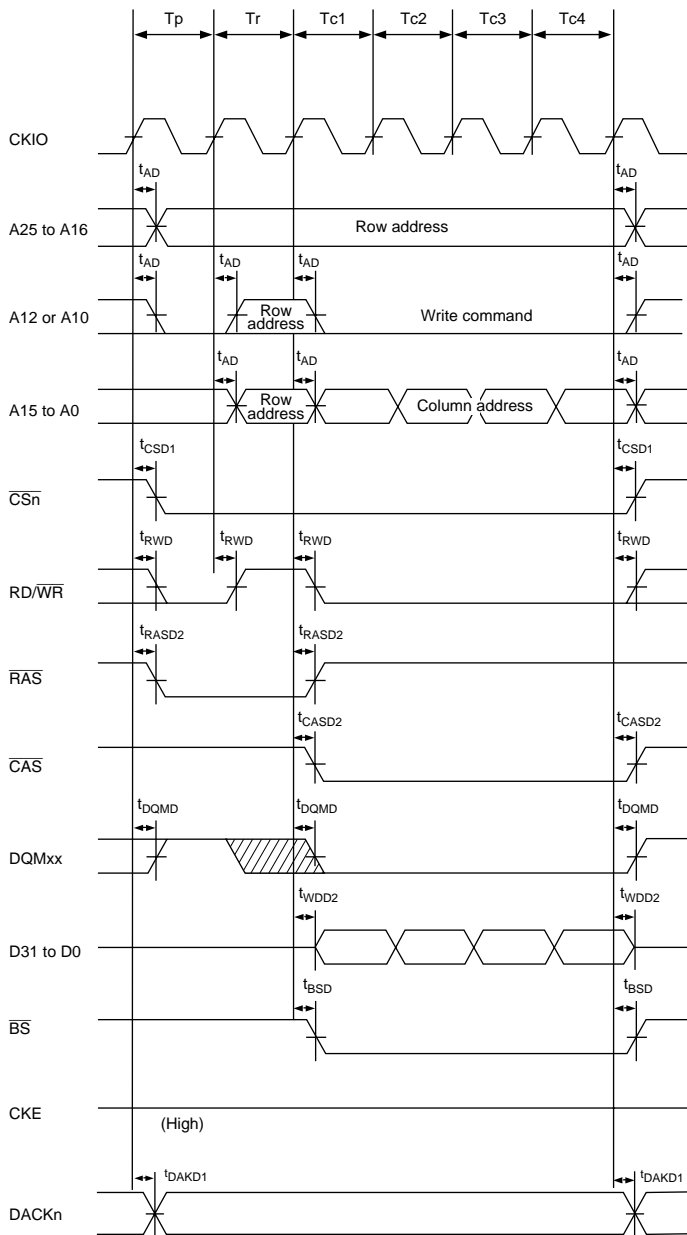 Tp Tr Tc1 Tc2 Tc3 Tc4
CKIO
tAD tAD
A25 to A16 Row address
tAD tAD tAD tAD
A12 or A10 Row address Write command
tAD tAD tAD
A15 to A0 Row address Column address
tCSD1 tCSD1
CSn
tRWD tRWD tRWD tRWD
RD/WR
tRASD2 tRASD2
RAS
tCASD2 tCASD2
CAS
tDQMD tDQMD tDQMD
DQMxx
tWDD2 tWDD2
D31 to D0
tBSD tBSD
BS
CKE
(High)
tDAKD1 tDAKD1
DACKn